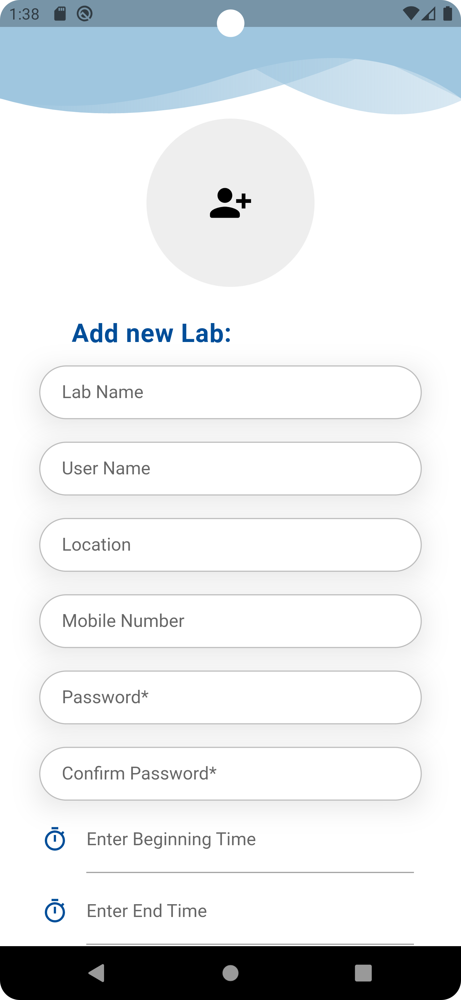 1:38
Add new Lab:
Lab Name
User Name
Location
Mobile Number
Password*
Confirm Password*
Enter Beginning Time
Enter End Time